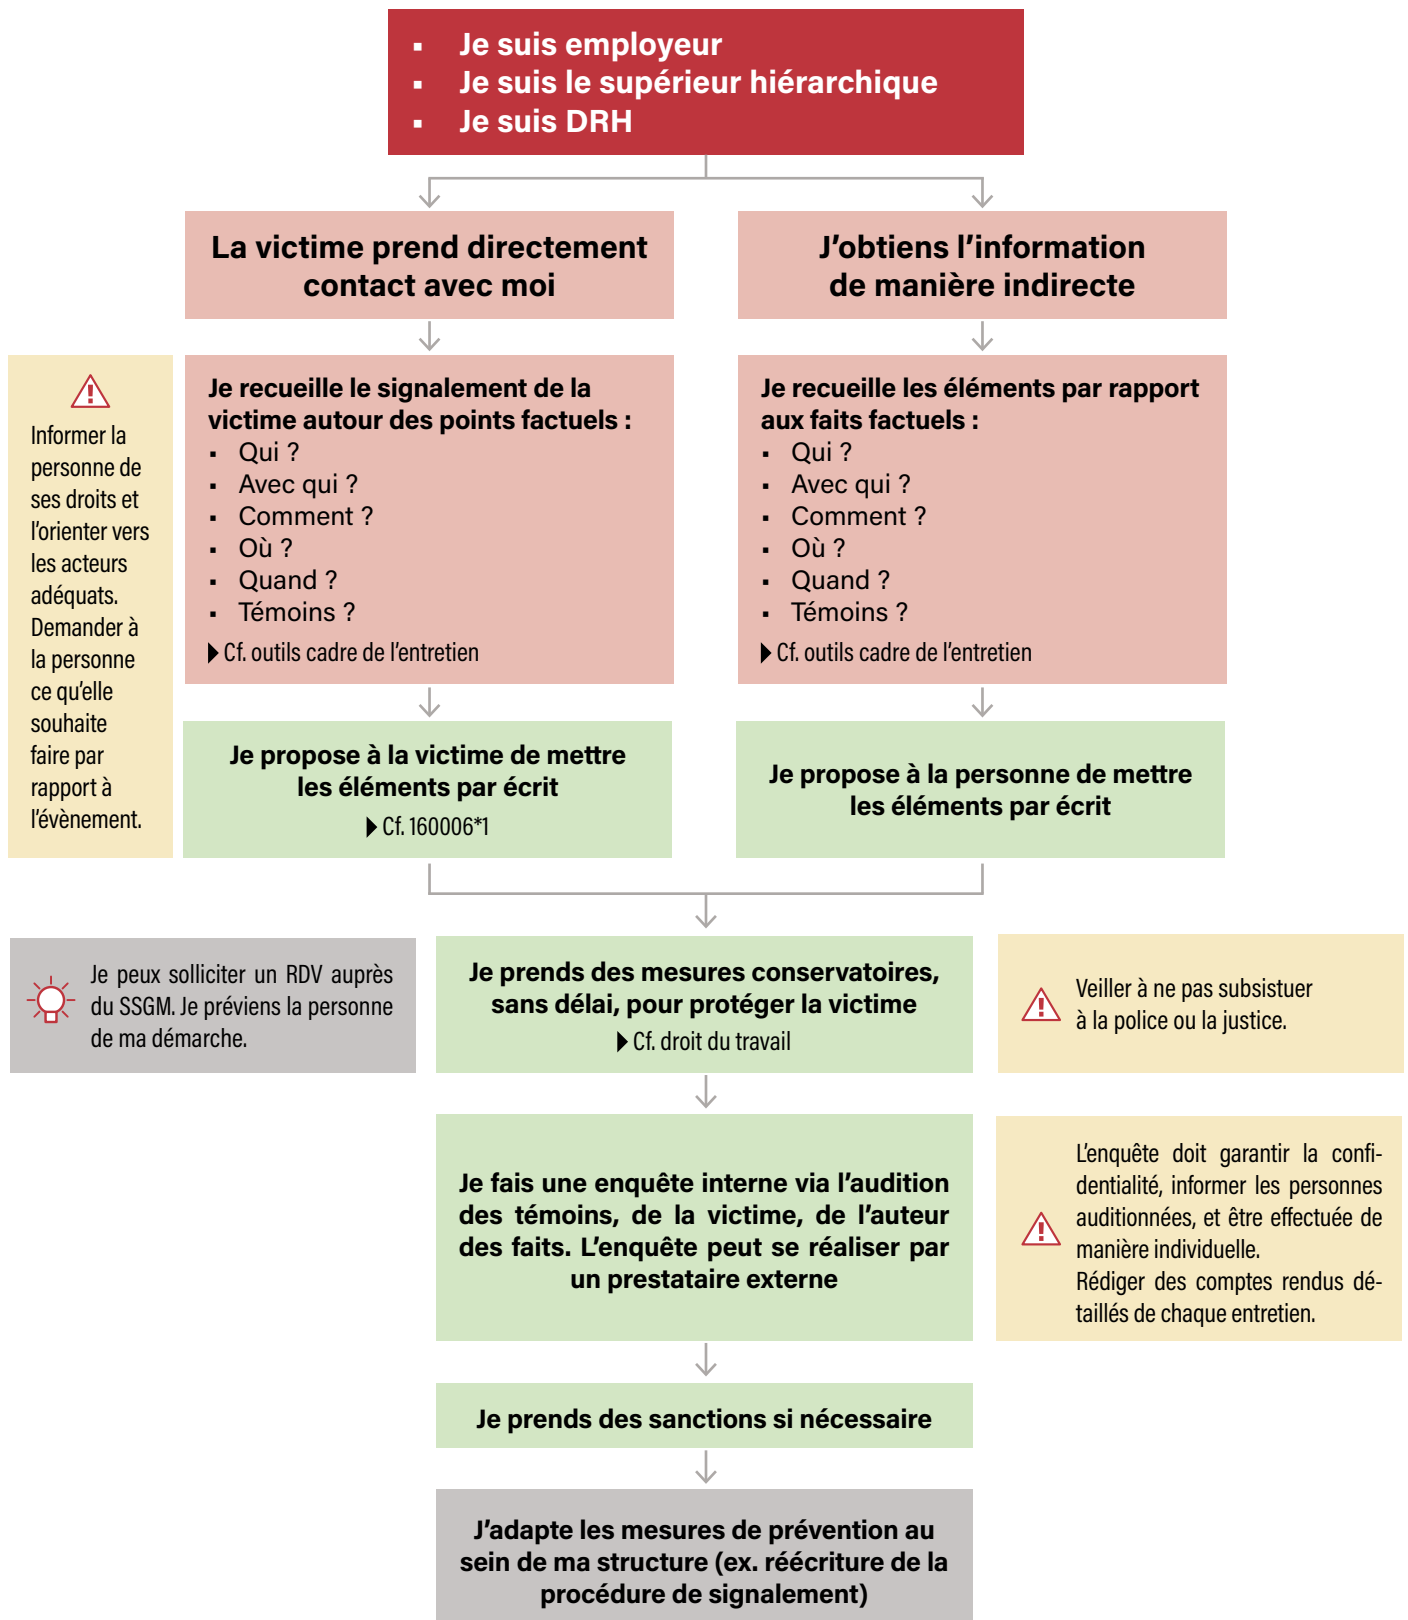 ▪ Je suis employeur
▪ Je suis le supérieur hiérarchique
▪ Je suis DRH
La victime prend directement
contact avec moi
J’obtiens l’information
de manière indirecte
Informer la
personne de
ses droits et
l’orienter vers
les acteurs
adéquats.
Demander à
la personne
ce qu’elle
souhaite
faire par
rapport à
l’évènement.
Je recueille le signalement de la
victime autour des points factuels :
▪ Qui ?
▪ Avec qui ?
▪ Comment ?
▪ Où ?
▪ Quand ?
▪ Témoins ?
Cf. outils cadre de l’entretien
Je recueille les éléments par rapport
aux faits factuels :
▪ Qui ?
▪ Avec qui ?
▪ Comment ?
▪ Où ?
▪ Quand ?
▪ Témoins ?
Cf. outils cadre de l’entretien
Je propose à la victime de mettre
les éléments par écrit
Cf. 160006*1
Je propose à la personne de mettre
les éléments par écrit
Je peux solliciter un RDV auprès
du SSGM. Je préviens la personne
de ma démarche.
Je prends des mesures conservatoires,
sans délai, pour protéger la victime
Cf. droit du travail
Veiller à ne pas subsistuer
à la police ou la justice.
Je fais une enquête interne via l’audition
des témoins, de la victime, de l’auteur
des faits. L’enquête peut se réaliser par
un prestataire externe
L’enquête doit garantir la confi-
dentialité, informer les personnes
auditionnées, et être effectuée de
manière individuelle.
Rédiger des comptes rendus dé-
taillés de chaque entretien.
Je prends des sanctions si nécessaire
J’adapte les mesures de prévention au
sein de ma structure (ex. réécriture de la
procédure de signalement)